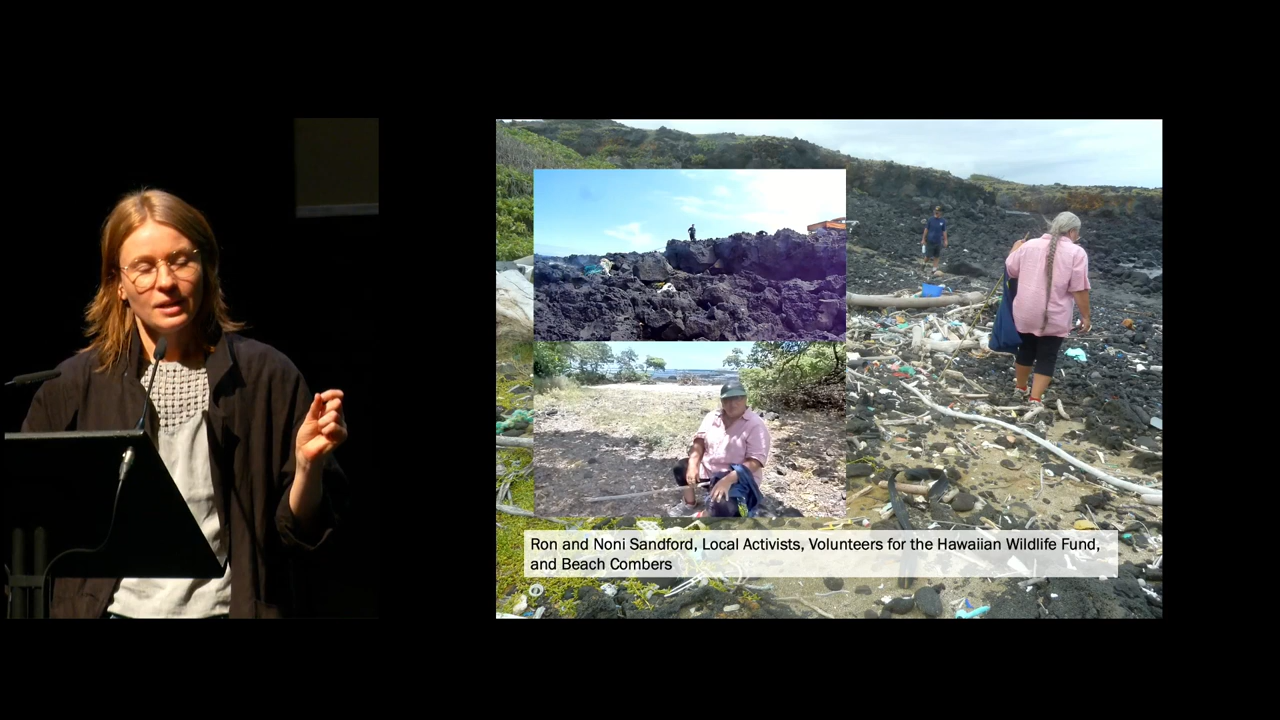 Ron and Noni Sandford, Local Activists, Volunteers for the Hawaiian Wildlife Fund,
and Beach Combers